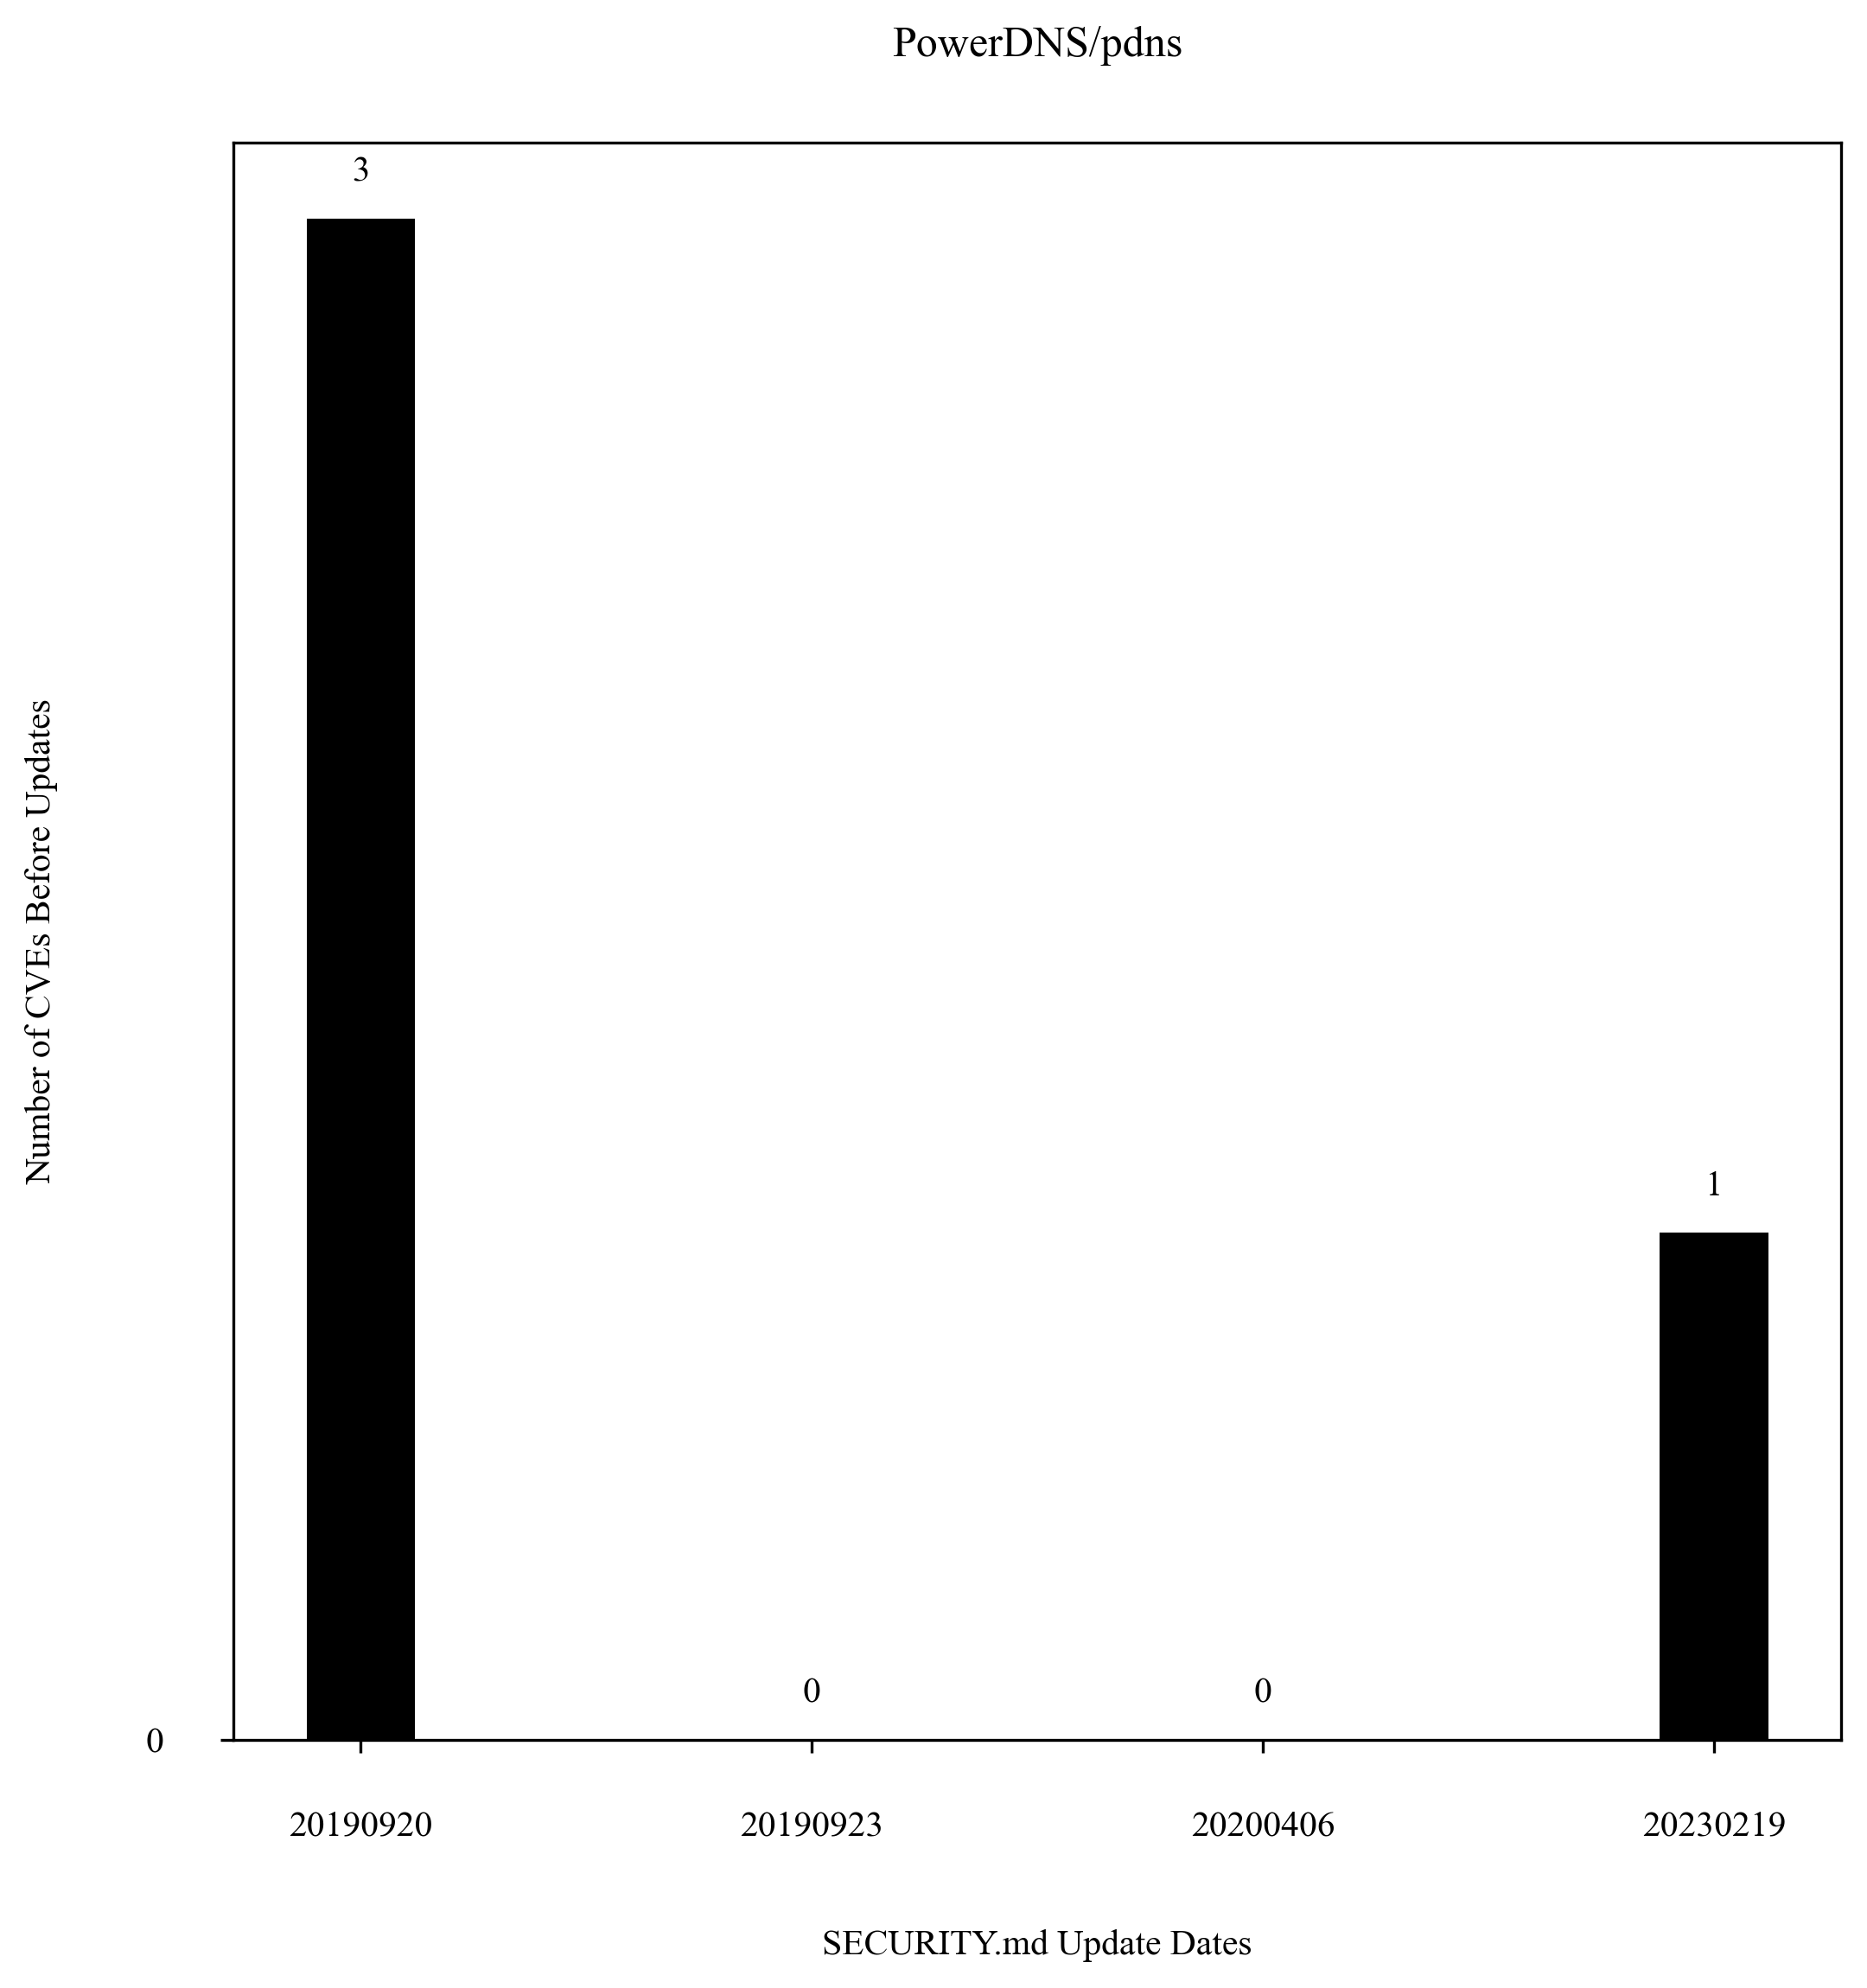 PowerDNS/pdns
3
Number of CVEs Before Updates
1
0 0
0
20190920 20190923 20200406 20230219
SECURITY.md Update Dates